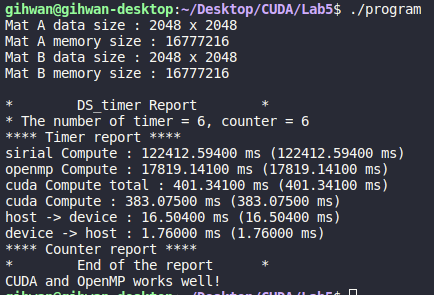 gihwan@gihwan-desktop:~/Desktop/CUDA/Lab5$ ./program
Mat A data size : 2048 x 2048
Mat A memory size : 16777216
Mat B data size : 2048 x 2048
Mat B memory size : 16777216
* DS_timer Report *
* The number of timer = 6, counter = 6
**** Timer report ****
sirial Compute : 122412.59400 ms (122412.59400 ms)
openmp Compute : 17819.14100 ms (17819.14100 ms)
cuda Compute total : 401.34100 ms (401.34100 ms)
cuda Compute : 383.07500 ms (383.07500 ms)
host -> device : 16.50400 ms (16.50400 ms)
device -> host : 1.76000 ms (1.76000 ms)
**** Counter report ****
* End of the report *
CUDA and OpenMP works well!
gihwan@gihwan-desktop:~/Desktop/CUDA/Lab5$